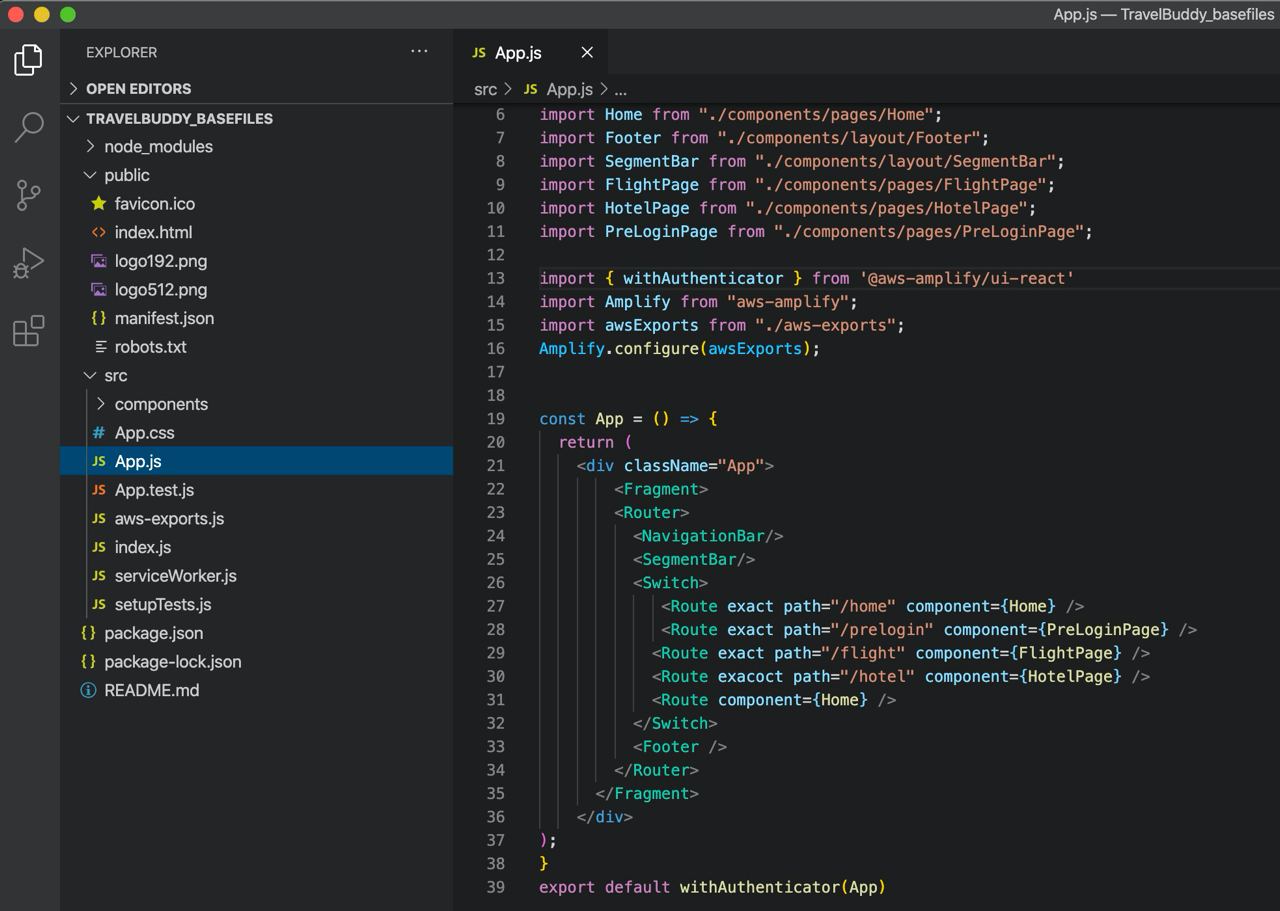 App.js — TravelBuddy_basefiles
EXPLORER
...
OPEN EDITORS
TRAVELBUDDY_BASEFILES
node_modules
public
favicon.ico
<> index.html
logo192.png
logo512.png
{} manifest.json
robots.txt
src
components
# App.css
JS App.js
JS App.test.js
JS aws-exports.js
JS index.js
JS serviceWorker.js
JS setupTests.js
{} package.json
{} package-lock.json
README.md
JS App.js ×
src > JS App.js > ...
6 import Home from "./components/pages/Home";
7 import Footer from "./components/layout/Footer";
8 import SegmentBar from "./components/layout/SegmentBar";
9 import FlightPage from "./components/pages/FlightPage";
10 import HotelPage from "./components/pages/HotelPage";
11 import PreLoginPage from "./components/pages/PreLoginPage";
12
13 import { withAuthenticator } from '@aws-amplify/ui-react'
14 import Amplify from "aws-amplify";
15 import awsExports from "./aws-exports";
16 Amplify.configure(awsExports);
17
18
19 const App = () => {
20 return (
21 <div className="App">
22 <Fragment>
23 <Router>
24 <NavigationBar/>
25 <SegmentBar/>
26 <Switch>
27 <Route exact path="/home" component={Home} />
28 <Route exact path="/prelogin" component={PreLoginPage} />
29 <Route exact path="/flight" component={FlightPage} />
30 <Route exacoct path="/hotel" component={HotelPage} />
31 <Route component={Home} />
32 </Switch>
33 <Footer />
34 </Router>
35 </Fragment>
36 </div>
37 );
38 }
39 export default withAuthenticator(App)